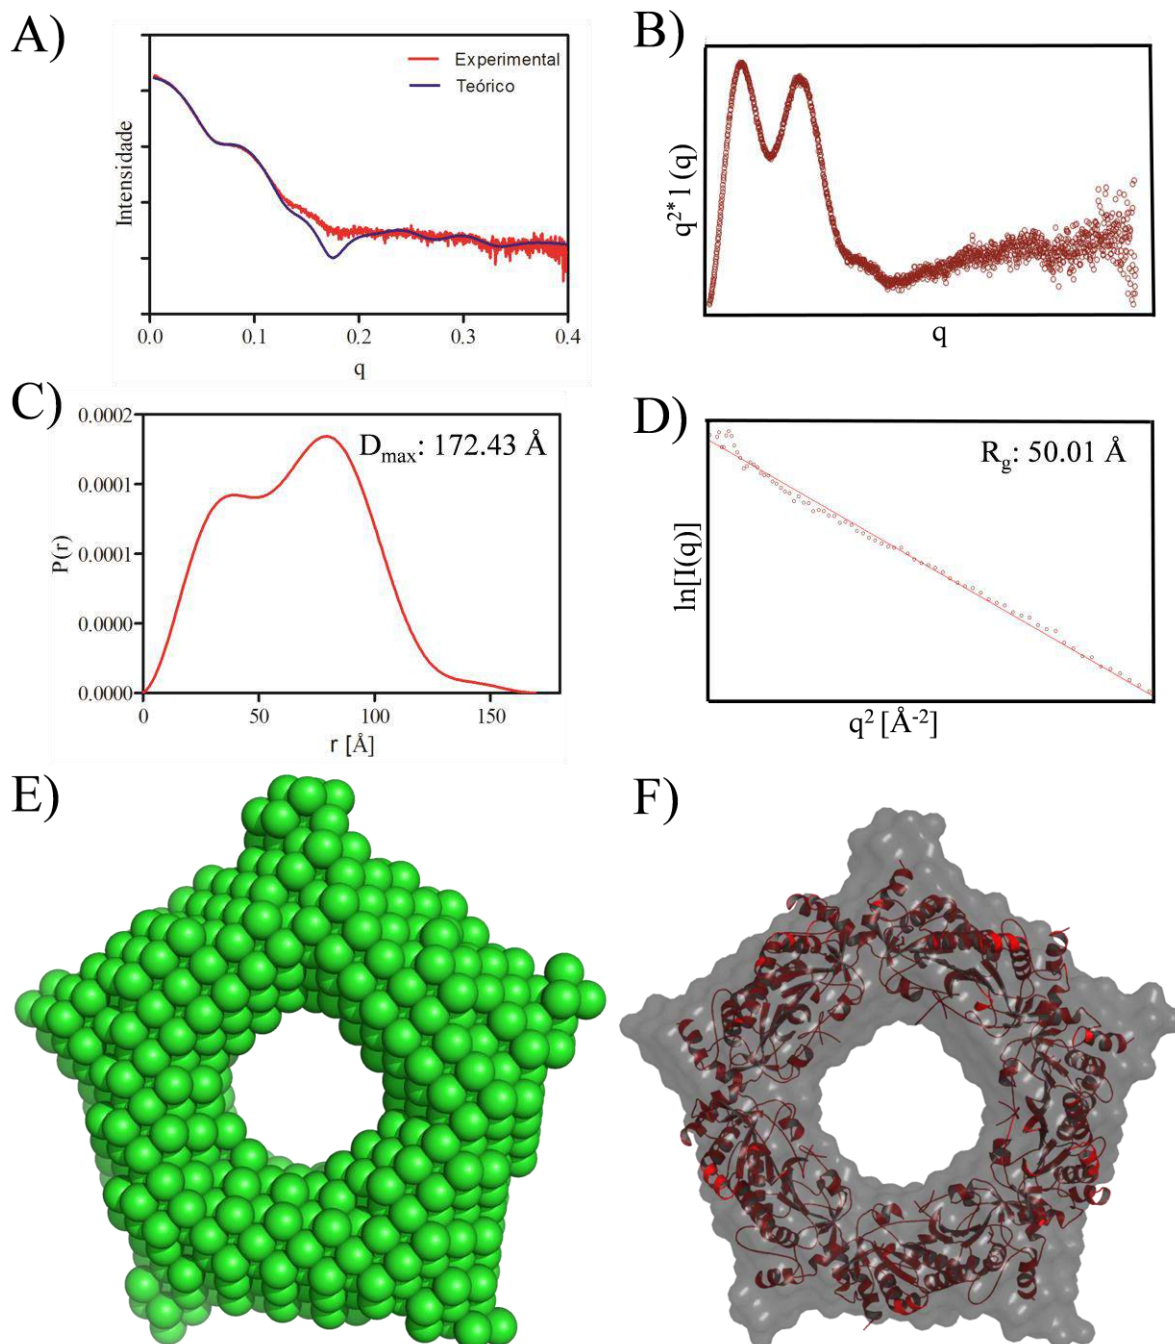 A)
Experimental
Teórico
Intensidade
0.0
0.1
0.2
0.3
0.4
q
B)
q²* I (q)
q
C)
0.0002
0.0001
0.0001
0.0000
0.0000
P(r)
Dmax: 172.43 Å
0
50
100
150
r [Å]
D)
Rg: 50.01 Å
ln[I(q)]
q² [Å⁻²]
E)
F)